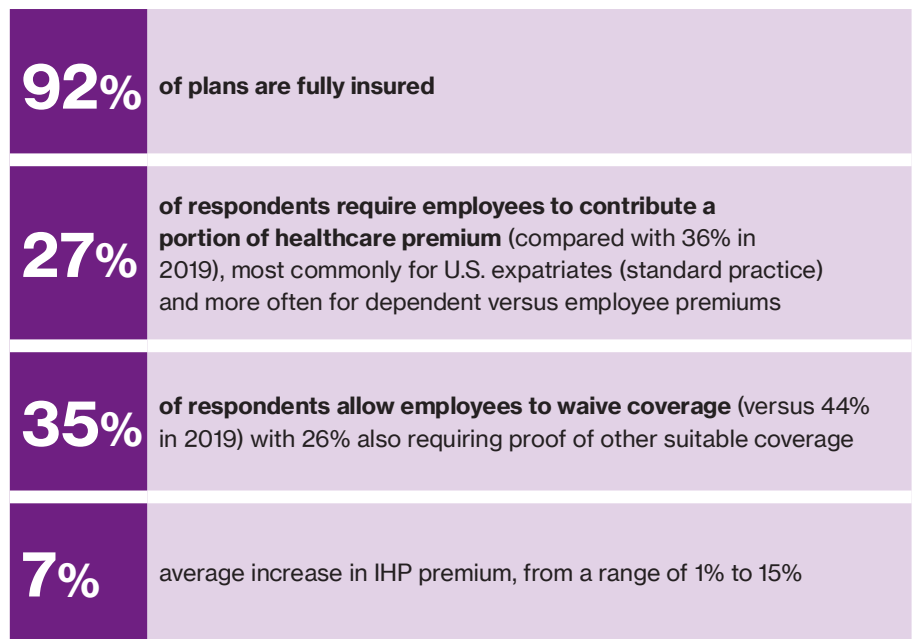 92% of plans are fully insured
27% of respondents require employees to contribute a
portion of healthcare premium (compared with 36% in
2019), most commonly for U.S. expatriates (standard practice)
and more often for dependent versus employee premiums
35% of respondents allow employees to waive coverage (versus 44%
in 2019) with 26% also requiring proof of other suitable coverage
7% average increase in IHP premium, from a range of 1% to 15%